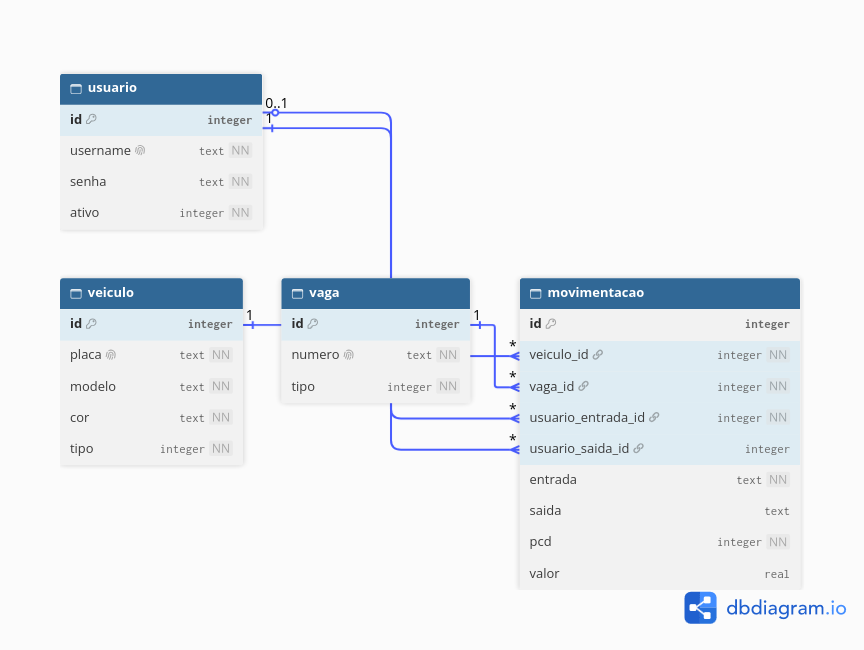 usuario
0..1
id integer
1
username text NN
senha text NN
ativo integer NN
veiculo
id integer
1
placa text NN
modelo text NN
cor text NN
tipo integer NN
vaga
id integer
1
numero text NN
tipo integer NN
movimentacao
id integer
* veiculo_id integer NN
* vaga_id integer NN
* usuario_entrada_id integer NN
* usuario_saida_id integer
entrada text NN
saida text
pcd integer NN
valor real
dbdiagram.io